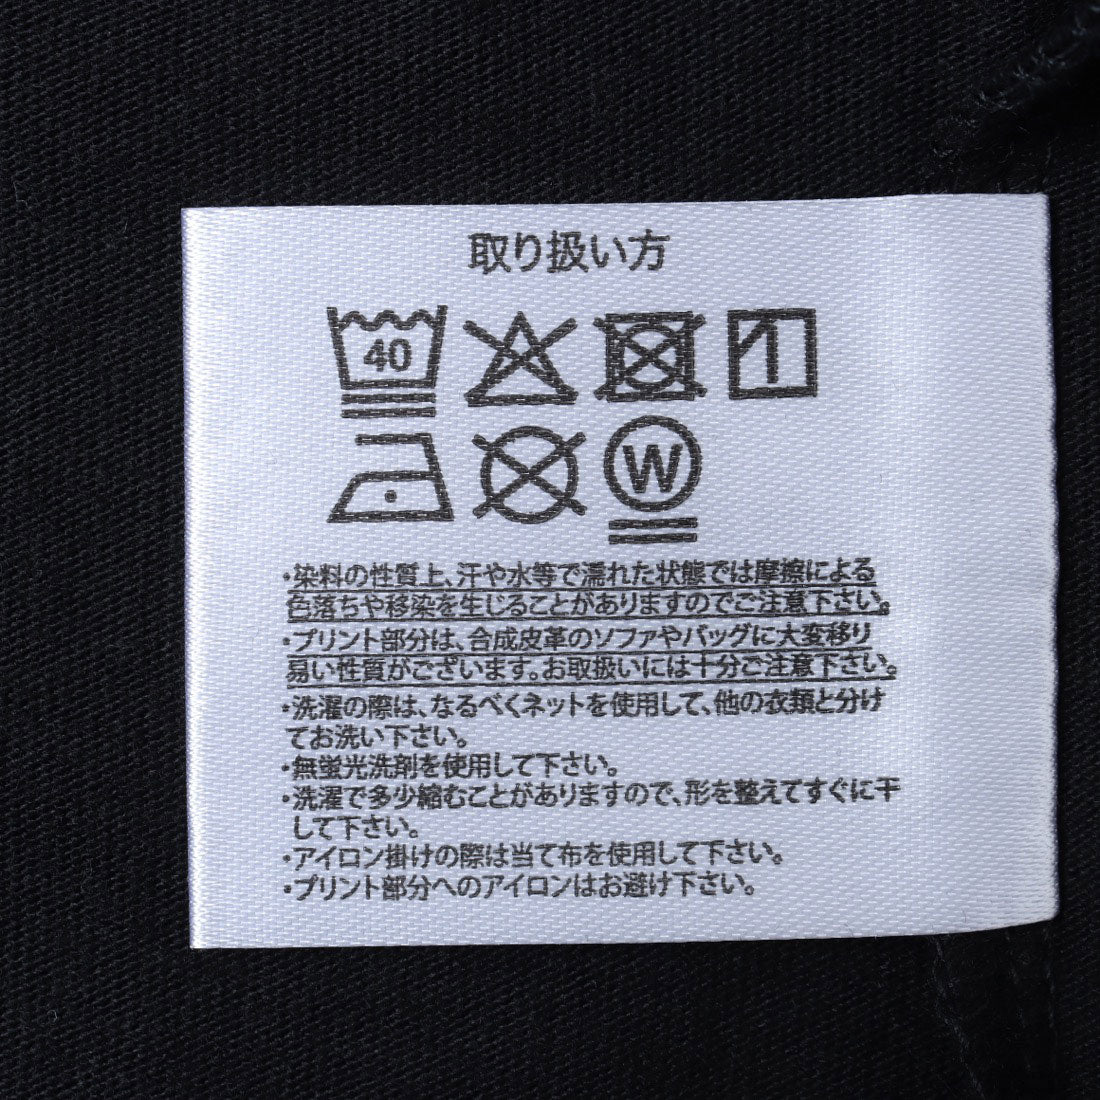 取り扱い方
40
W
・染料の性質上、汗や水等で濡れた状態では摩擦による
色落ちや移染を生じることがありますのでご注意下さい。
・プリント部分は、合成皮革のソファやバッグに大変移り
易い性質がございます。お取扱いには十分ご注意下さい。
・洗濯の際は、なるべくネットを使用して、他の衣類と分け
てお洗い下さい。
・無蛍光洗剤を使用して下さい。
・洗濯で多少縮むことがありますので、形を整えてすぐに干
して下さい。
・アイロン掛けの際は当て布を使用して下さい。
・プリント部分へのアイロンはお避け下さい。